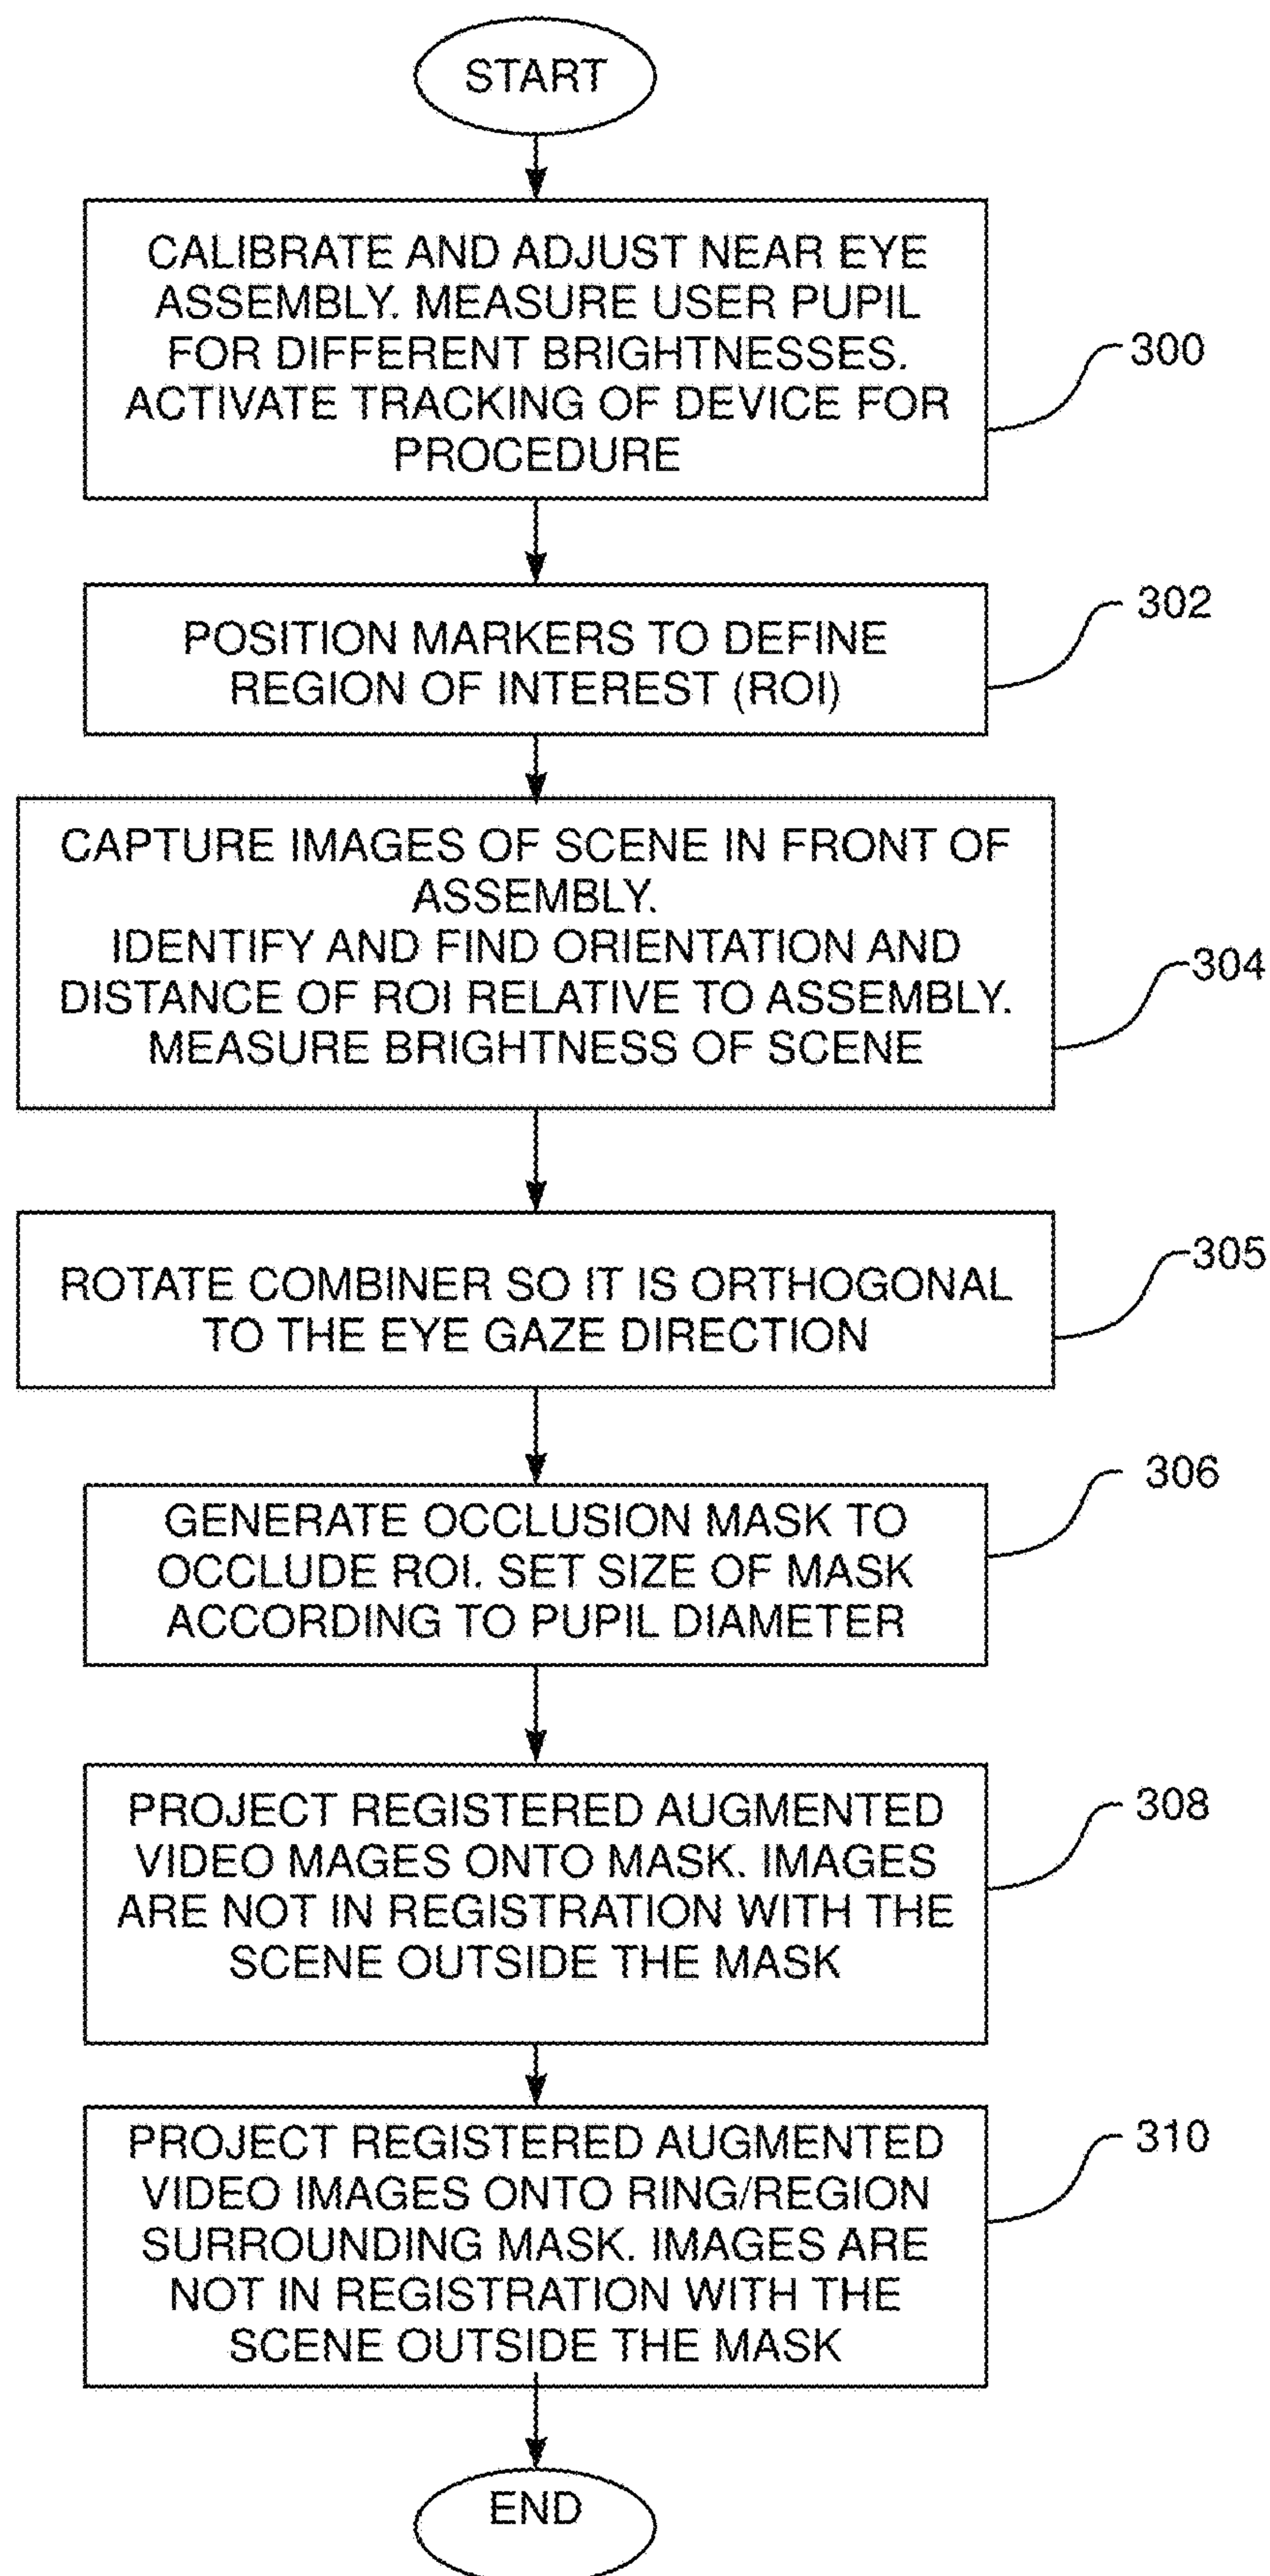 START
CALIBRATE AND ADJUST NEAR EYE
ASSEMBLY. MEASURE USER PUPIL
FOR DIFFERENT BRIGHTNESSES.
ACTIVATE TRACKING OF DEVICE FOR
PROCEDURE
300
POSITION MARKERS TO DEFINE
REGION OF INTEREST (ROI)
302
CAPTURE IMAGES OF SCENE IN FRONT OF
ASSEMBLY.
IDENTIFY AND FIND ORIENTATION AND
DISTANCE OF ROI RELATIVE TO ASSEMBLY.
MEASURE BRIGHTNESS OF SCENE
304
ROTATE COMBINER SO IT IS ORTHOGONAL
TO THE EYE GAZE DIRECTION
305
GENERATE OCCLUSION MASK TO
OCCLUDE ROI. SET SIZE OF MASK
ACCORDING TO PUPIL DIAMETER
306
PROJECT REGISTERED AUGMENTED
VIDEO MAGES ONTO MASK. IMAGES
ARE NOT IN REGISTRATION WITH THE
SCENE OUTSIDE THE MASK
308
PROJECT REGISTERED AUGMENTED
VIDEO IMAGES ONTO RING/REGION
SURROUNDING MASK. IMAGES ARE
NOT IN REGISTRATION WITH THE
SCENE OUTSIDE THE MASK
310
END